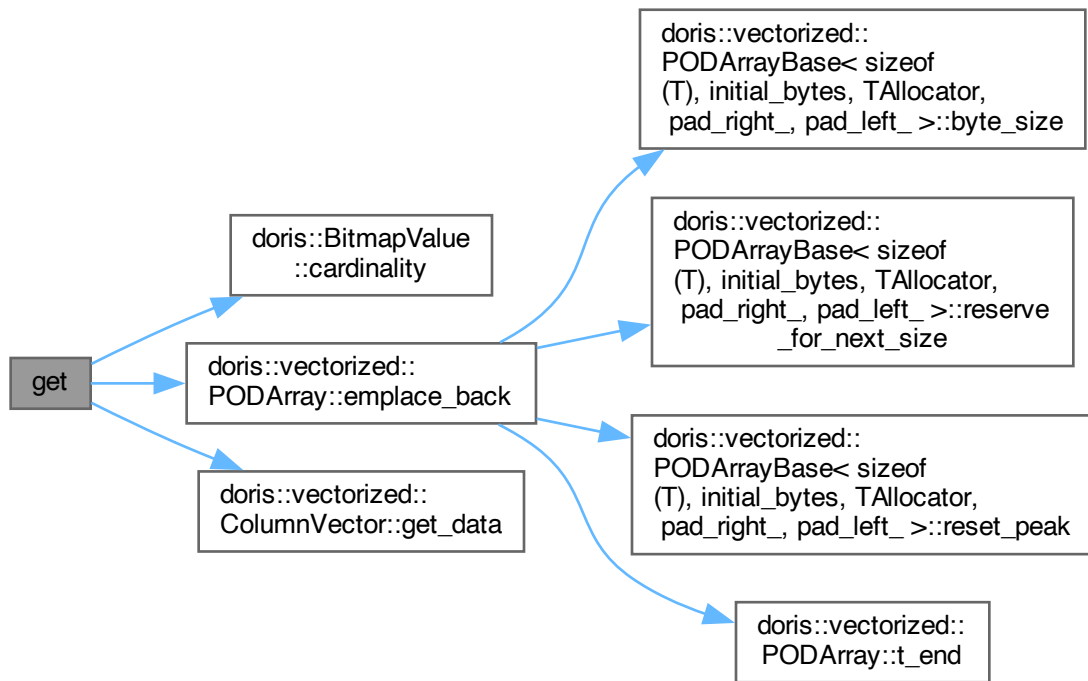 get
doris::BitmapValue
::cardinality
doris::vectorized::
PODArray::emplace_back
doris::vectorized::
ColumnVector::get_data
doris::vectorized::
PODArrayBase< sizeof
(T), initial_bytes, TAllocator,
pad_right_, pad_left_ >::byte_size
doris::vectorized::
PODArrayBase< sizeof
(T), initial_bytes, TAllocator,
pad_right_, pad_left_ >::reserve
_for_next_size
doris::vectorized::
PODArrayBase< sizeof
(T), initial_bytes, TAllocator,
pad_right_, pad_left_ >::reset_peak
doris::vectorized::
PODArray::t_end